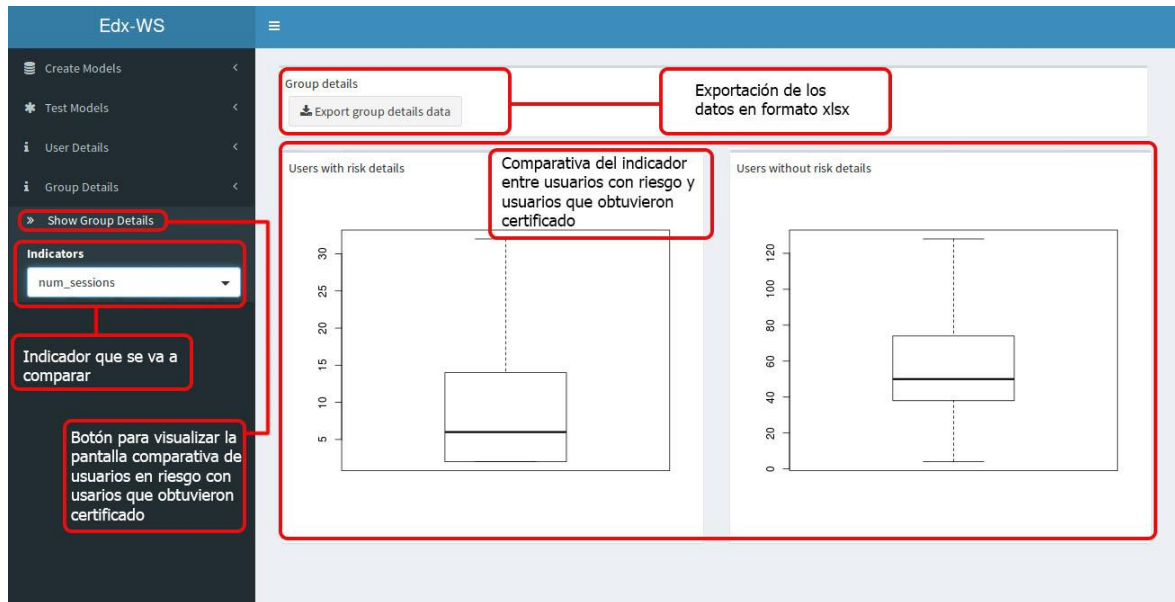 Edx-WS
Create Models
Test Models
User Details
Group Details
Show Group Details
Indicators
num_sessions
Indicador que se va a
comparar
Botón para visualizar la
pantalla comparativa de
usuarios en riesgo con
usarios que obtuvieron
certificado
Group details
Export group details data
Exportación de los
datos en formato xlsx
Users with risk details
Comparativa del indicador
entre usuarios con riesgo y
usuarios que obtuvieron
certificado
Users without risk details
30
25
20
15
10
5
120
100
80
60
40
20
0